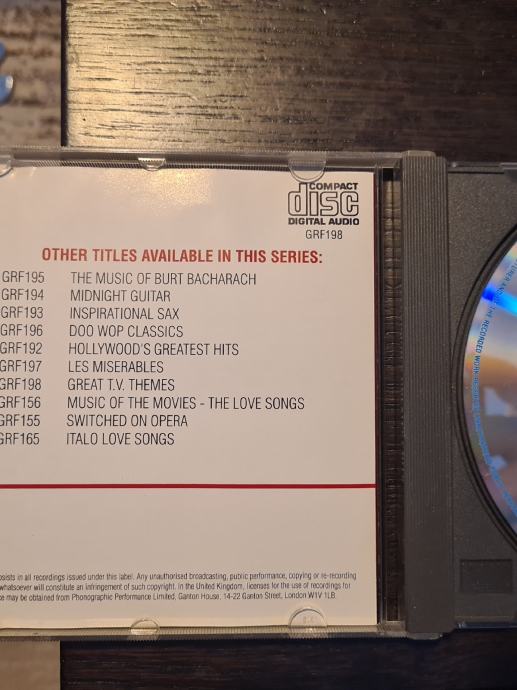 COMPACT
disc
DIGITAL AUDIO
GRF198
OTHER TITLES AVAILABLE IN THIS SERIES:
GRF195 THE MUSIC OF BURT BACHARACH
GRF194 MIDNIGHT GUITAR
GRF193 INSPIRATIONAL SAX
GRF196 DOO WOP CLASSICS
GRF192 HOLLYWOOD'S GREATEST HITS
GRF197 LES MISERABLES
GRF198 GREAT T.V. THEMES
GRF156 MUSIC OF THE MOVIES - THE LOVE SONGS
GRF155 SWITCHED ON OPERA
GRF165 ITALO LOVE SONGS
in all recordings issued under this label. Any unauthorised broadcasting, public performance, copying or re-recording
whatsoever will constitute an infringement of such copyright. In the United Kingdom, licenses for the use of recordings for
may be obtained from Phonographic Performance Limited, Ganton House, 14-22 Ganton Street, London W1V 1LB.
THE RECORDED WORK